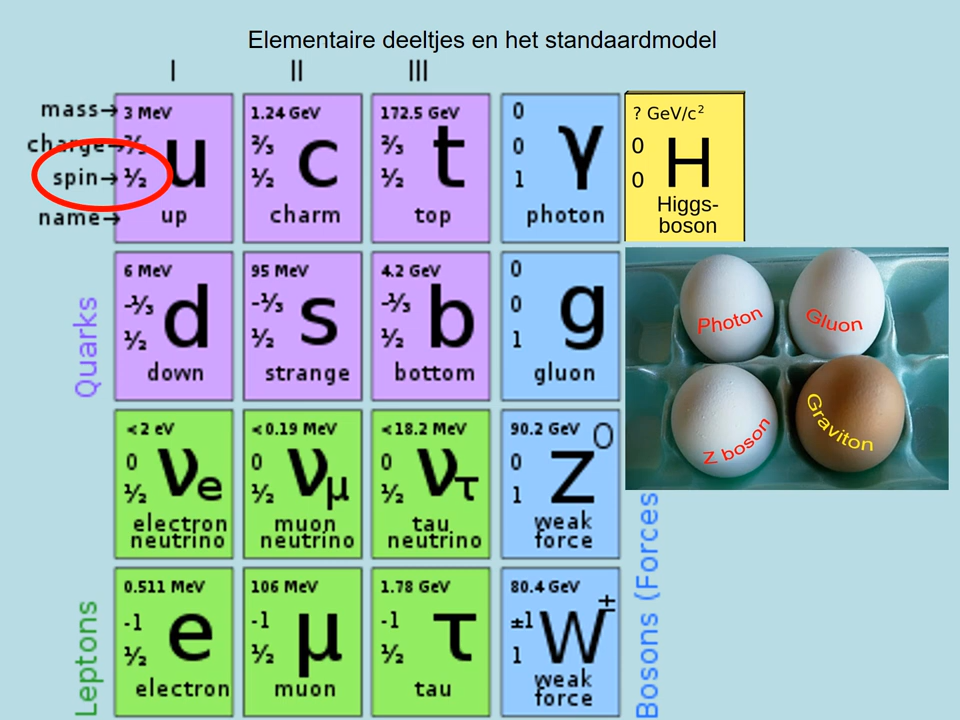 Elementaire deeltjes en het standaardmodel
I II III
mass→
charge→
spin→
name→
3 MeV
⅔
½
u
up
1.24 GeV
⅔
½
c
charm
172.5 GeV
⅔
½
t
top
0
0
1
γ
photon
? GeV/c²
0
0
H
Higgs-
boson
Quarks
6 MeV
-⅓
½
d
down
95 MeV
-⅓
½
s
strange
4.2 GeV
-⅓
½
b
bottom
0
0
1
g
gluon
Photon
Gluon
Z boson
Graviton
<2 eV
0
½
νe
electron
neutrino
<0.19 MeV
0
½
νμ
muon
neutrino
<18.2 MeV
0
½
ντ
tau
neutrino
90.2 GeV
0
1
Z⁰
weak
force
Leptons
0.511 MeV
-1
½
e
electron
106 MeV
-1
½
μ
muon
1.78 GeV
-1
½
τ
tau
80.4 GeV
±1
1
W±
weak
force
Bosons (Forces